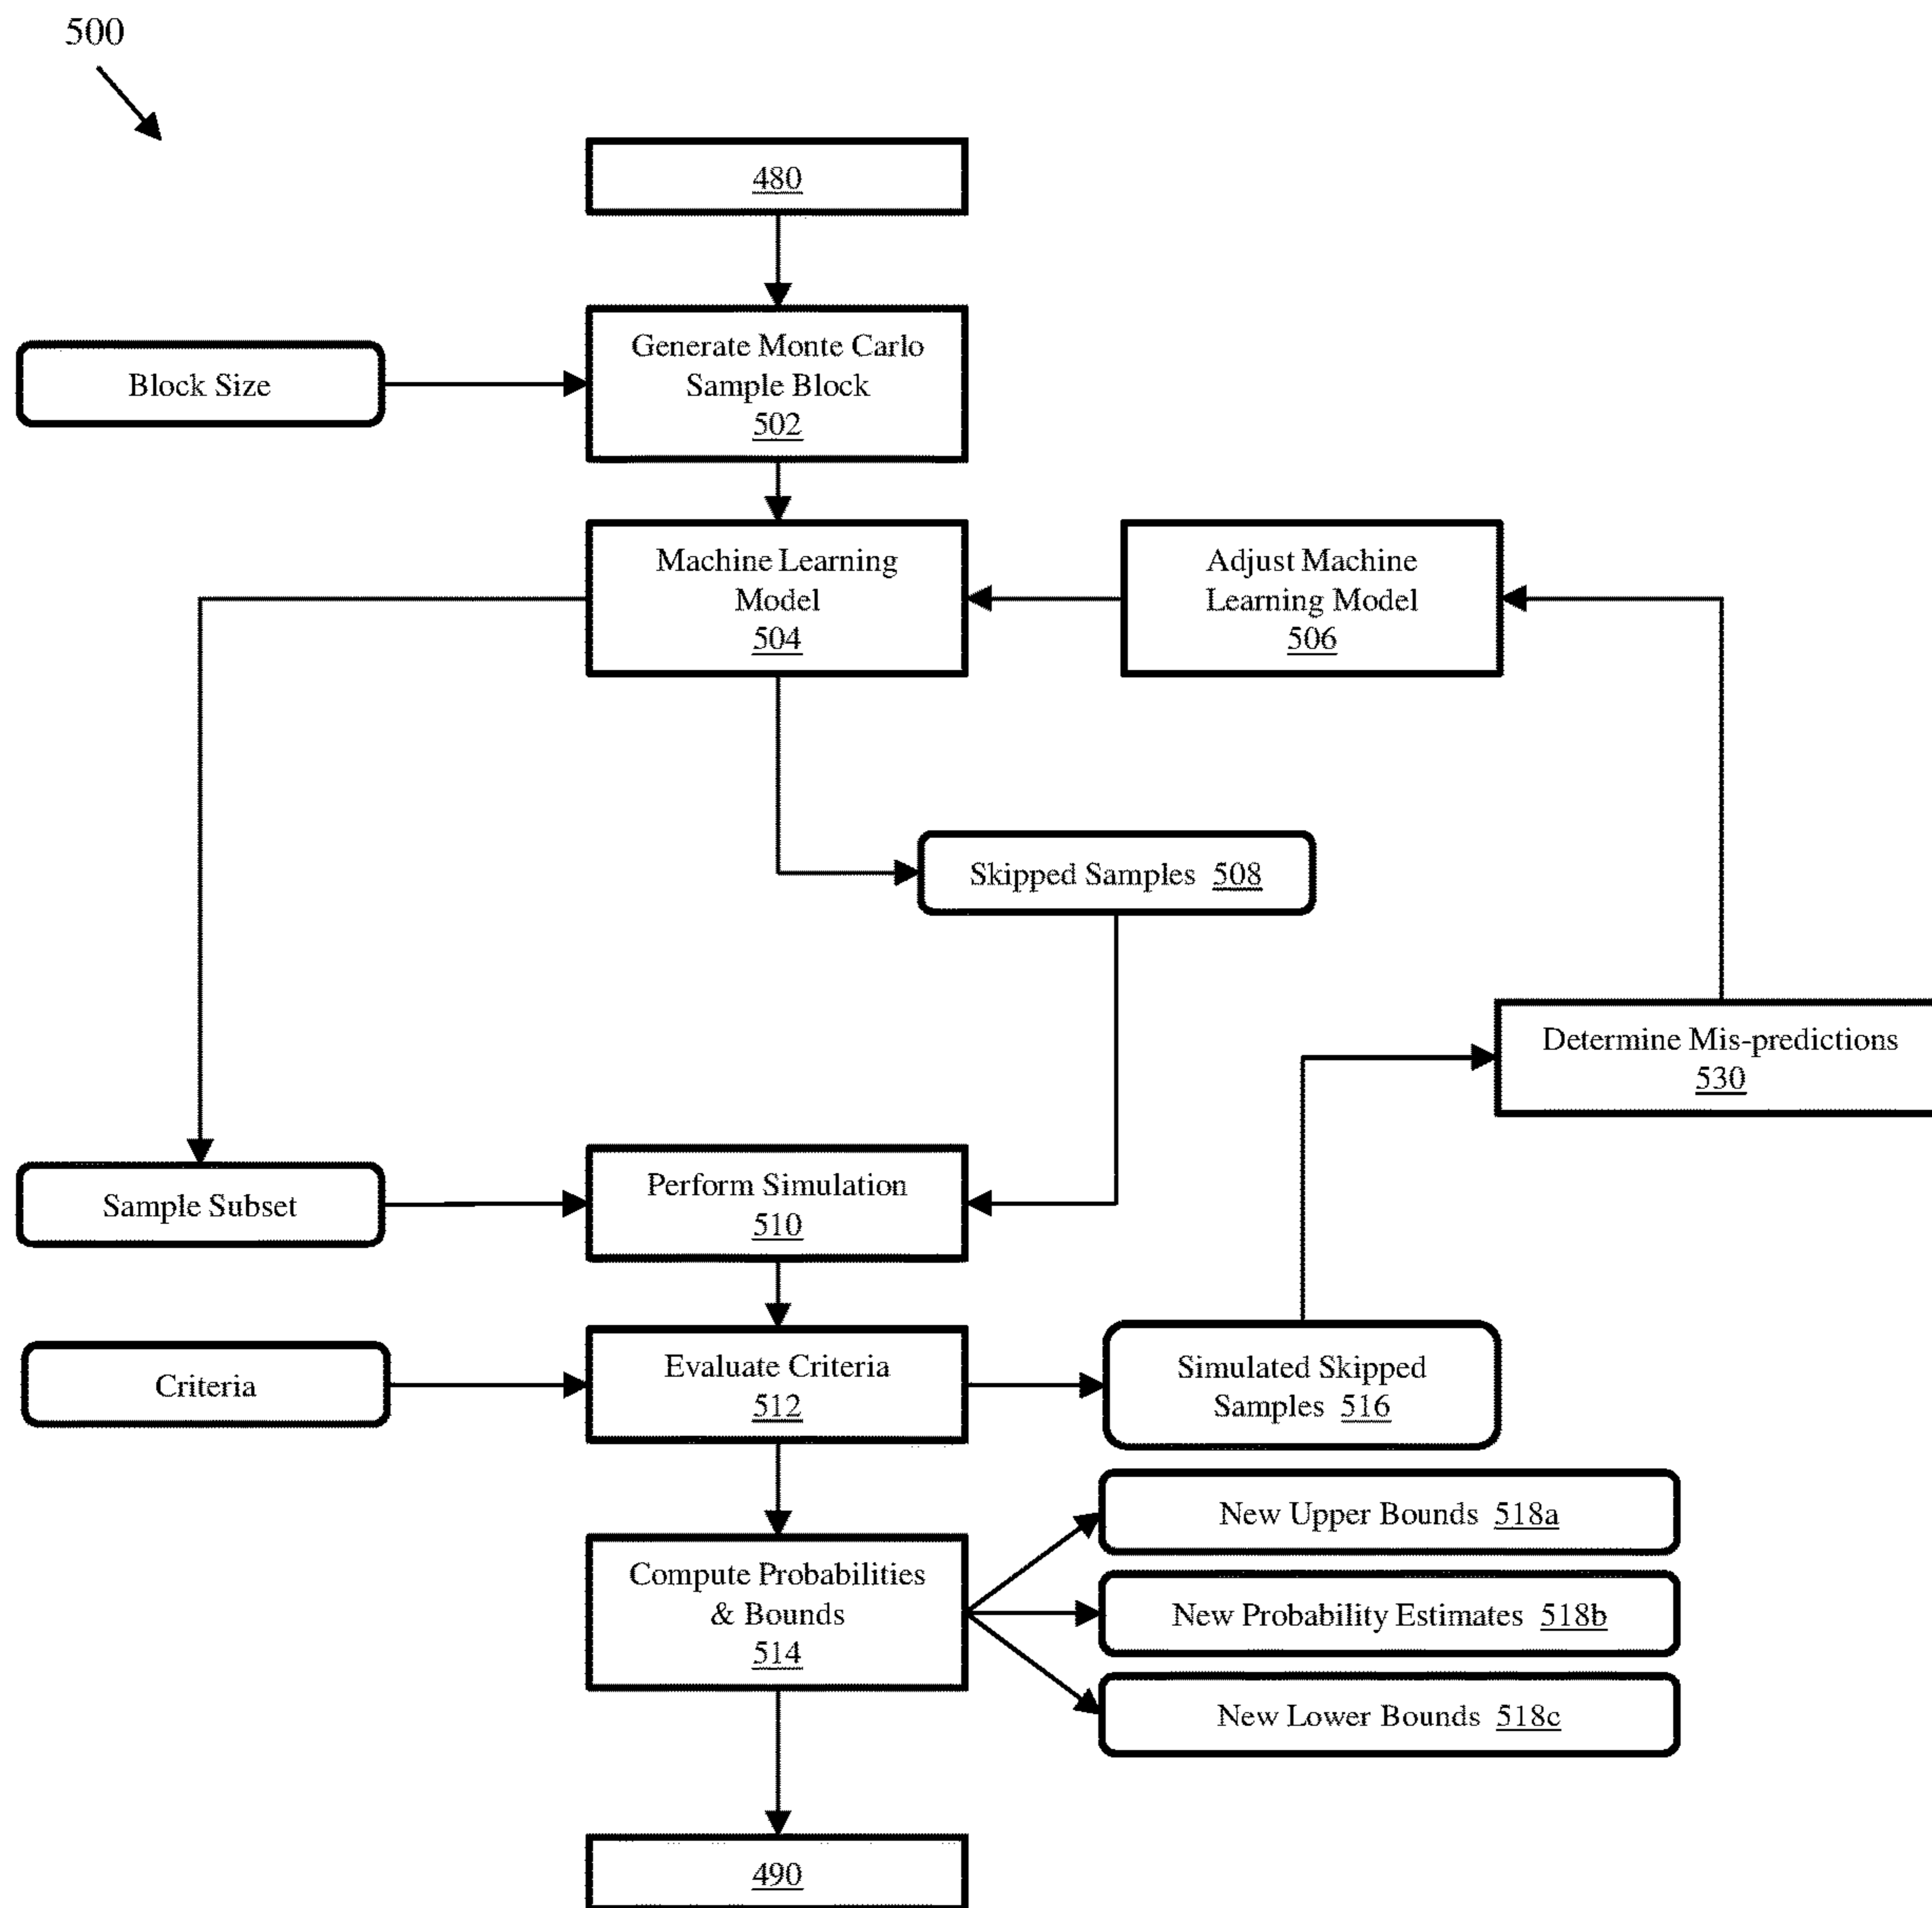 500
480
Block Size
Generate Monte Carlo
Sample Block
502
Machine Learning
Model
504
Adjust Machine
Learning Model
506
Skipped Samples 508
Determine Mis-predictions
530
Sample Subset
Perform Simulation
510
Criteria
Evaluate Criteria
512
Simulated Skipped
Samples 516
Compute Probabilities
& Bounds
514
New Upper Bounds 518a
New Probability Estimates 518b
New Lower Bounds 518c
490